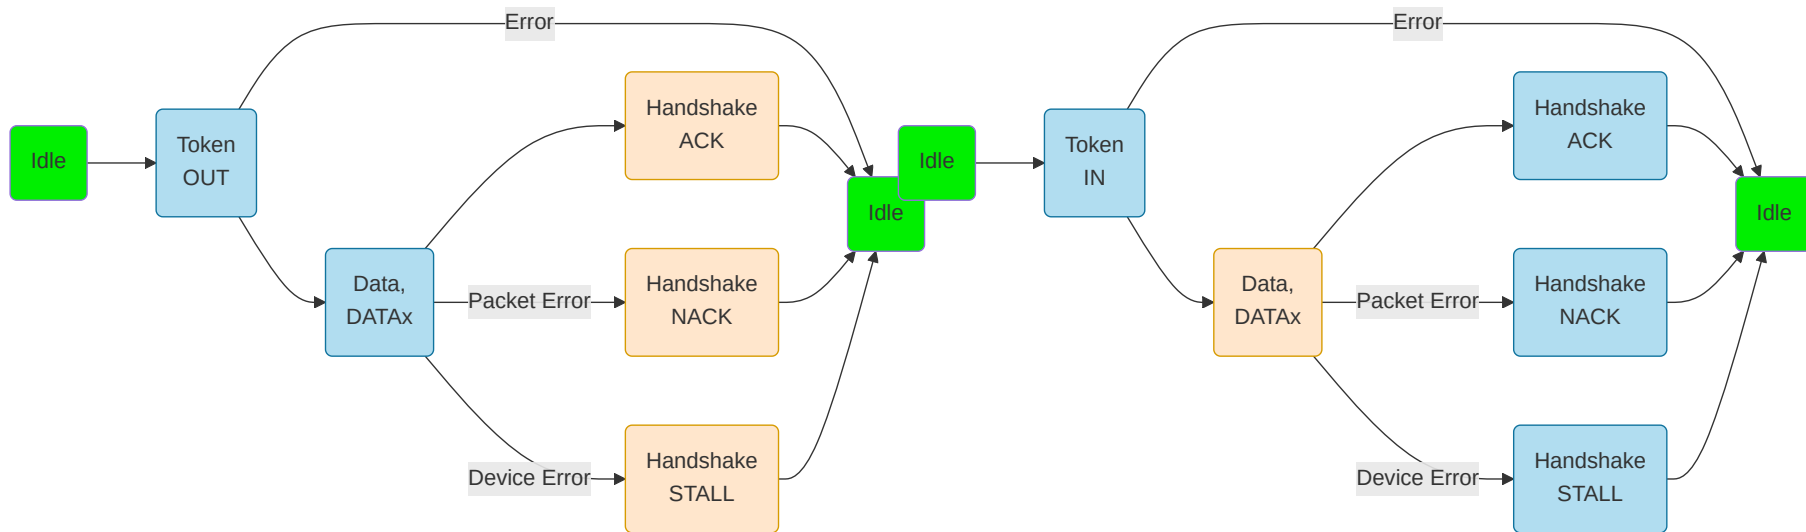 Error
Handshake
ACK
Idle
Token
OUT
Data,
DATAx
Packet Error
Handshake
NACK
Device Error
Handshake
STALL
Idle
Error
Idle
Token
IN
Handshake
ACK
Data,
DATAx
Packet Error
Handshake
NACK
Device Error
Handshake
STALL
Idle